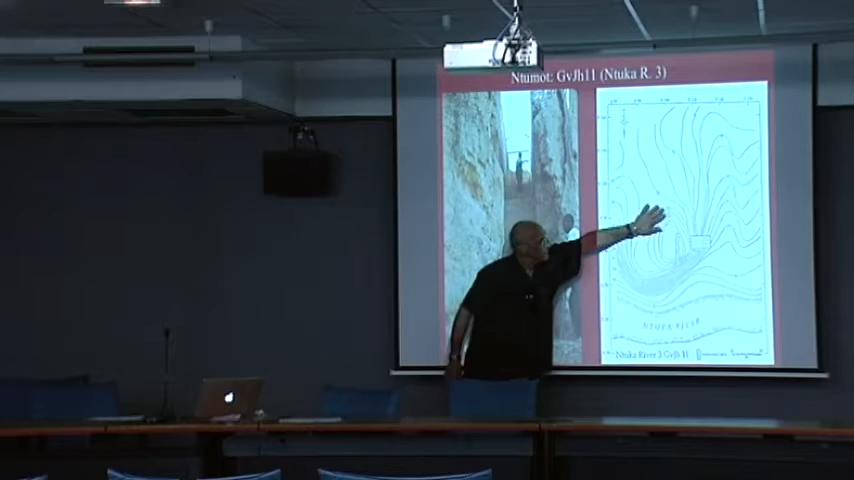 Ntumot: GvJh11 (Ntuka R. 3)
NTUKA RIVER
Ntuka River 3 GvJh 11